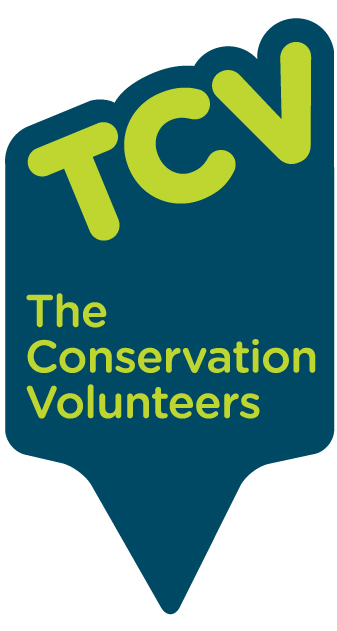 TCV
The
Conservation
Volunteers